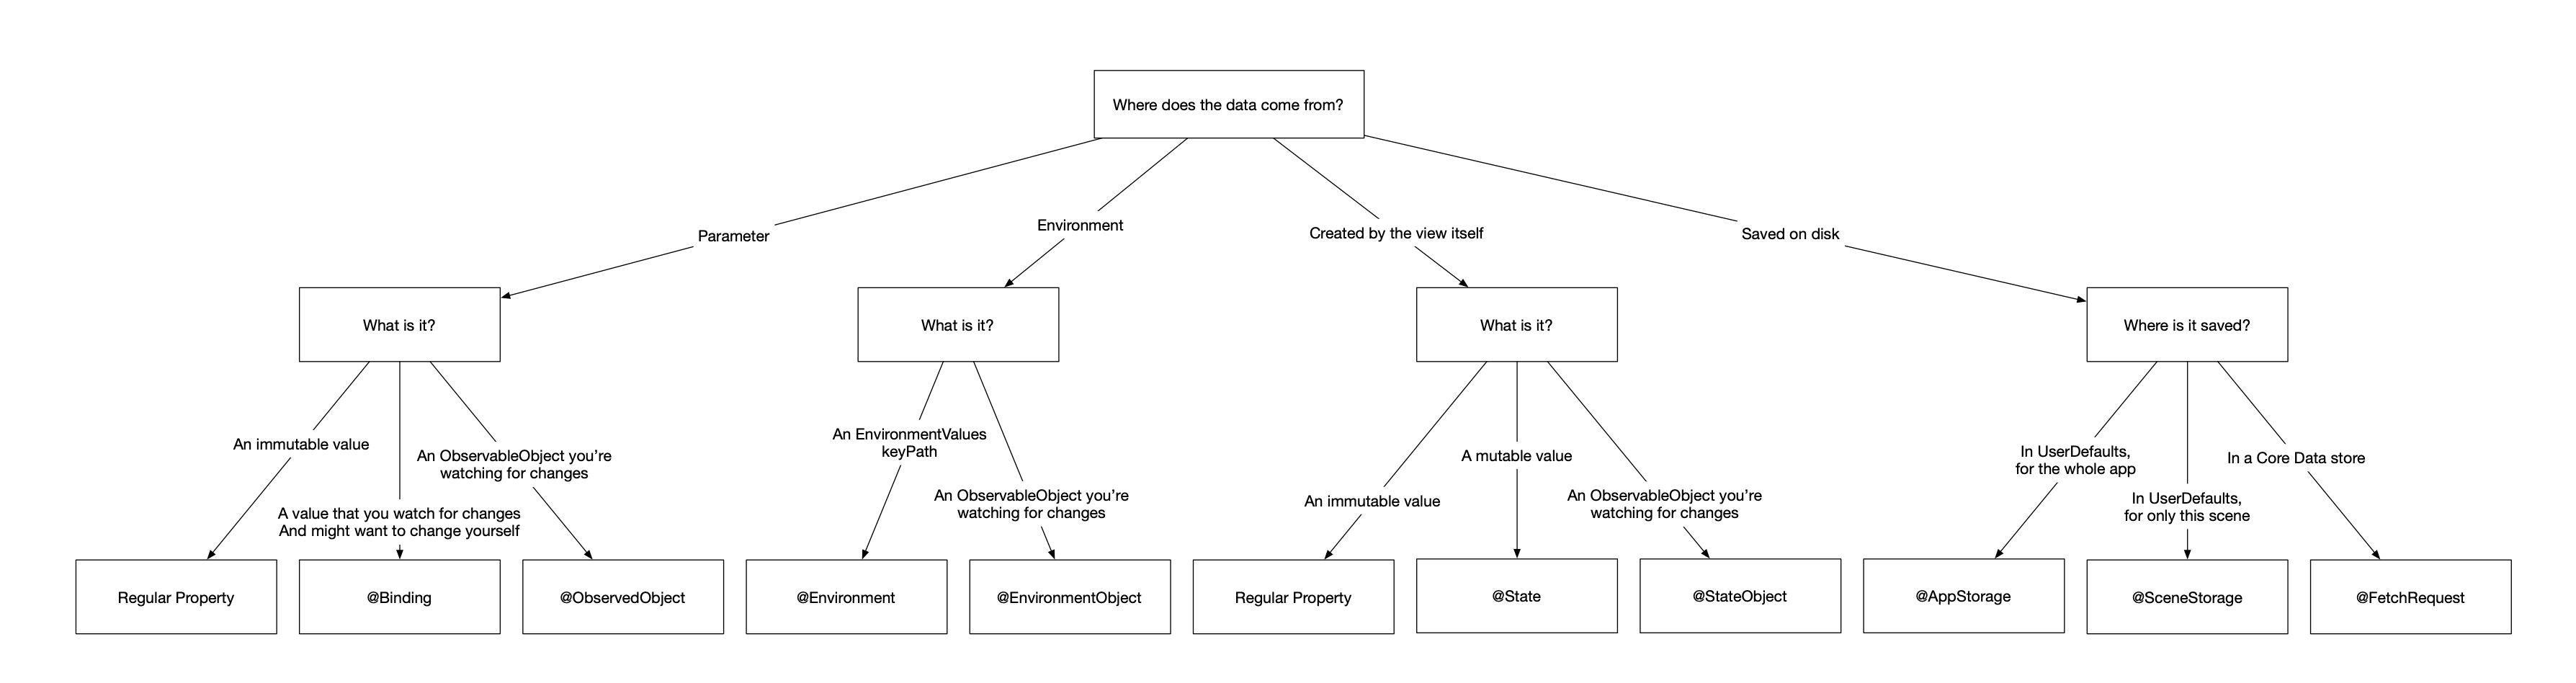 Where does the data come from?
Parameter
Environment
Created by the view itself
Saved on disk
What is it?
What is it?
What is it?
Where is it saved?
An immutable value
A value that you watch for changes
And might want to change yourself
An ObservableObject you’re
watching for changes
An EnvironmentValues
keyPath
An ObservableObject you’re
watching for changes
An immutable value
A mutable value
An ObservableObject you’re
watching for changes
In UserDefaults,
for the whole app
In UserDefaults,
for only this scene
In a Core Data store
Regular Property
@Binding
@ObservedObject
@Environment
@EnvironmentObject
Regular Property
@State
@StateObject
@AppStorage
@SceneStorage
@FetchRequest